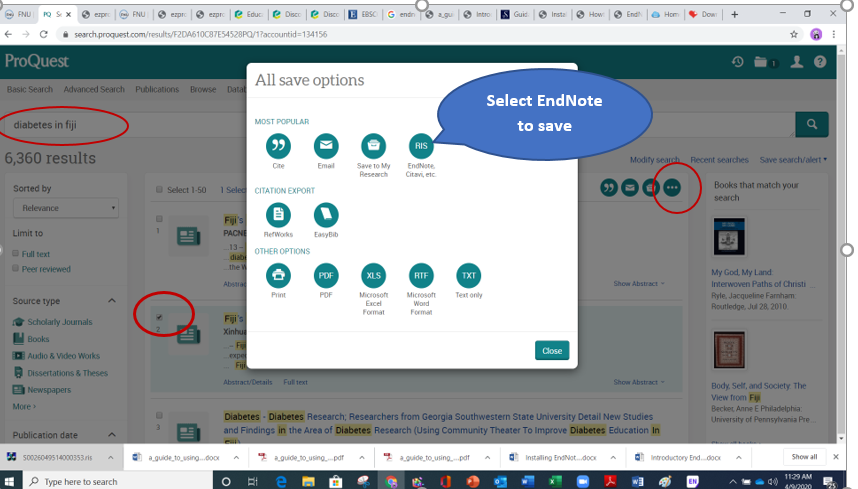 FNU
PQ
ezpro
FNU
ezpro
ezpro
Educa
Disco
Disco
EBSC
endn
a_gui
Intro
Guid
Insta
How
EndN
Hom
Dow
search.proquest.com/results/F2DA610C87E54528PQ/1?accountid=134156
ProQuest
1
Basic Search Advanced Search Publications Browse Datab
diabetes in fiji
6,360 results
Modify search Recent searches Save search/alert
Sorted by
Relevance
Limit to
Full text
Peer reviewed
Source type
Scholarly Journals
Books
Audio & Video Works
Dissertations & Theses
Newspapers
More
Publication date
Select 1-50 1 Select
1
Fiji's
PACNE
...13 –
...diabe
...the W
Abstra
Show Abstract
2
Fiji's
Xinhua
...– Fiji
...exper
... Fiji
Abstract/Details Full text
Show Abstract
3
Diabetes - Diabetes Research; Researchers from Georgia Southwestern State University Detail New Studies
and Findings in the Area of Diabetes Research (Using Community Theater To Improve Diabetes Education In
Fiji)
All save options
MOST POPULAR
Cite
Email
Save to My
Research
RIS
EndNote,
Citavi, etc.
CITATION EXPORT
RefWorks
EasyBib
OTHER OPTIONS
Print
PDF
PDF
XLS
Microsoft
Excel
Format
RTF
Microsoft
Word
Format
TXT
Text only
Close
Select EndNote
to save
Books that match your
search
My God, My Land:
Interwoven Paths of Christi ...
Ryle, Jacqueline Farnham:
Routledge, Jul 28, 2010.
Body, Self, and Society: The
View from Fiji
Becker, Anne E Philadelphia:
University of Pennsylvania Pre...
S0026049514000353.ris
a_guide_to_using_....docx
a_guide_to_using_....pdf
a_guide_to_using_....pdf
Installing EndNot....docx
Introductory End....docx
Show all
Type here to search
11:29 AM
4/9/2020
25